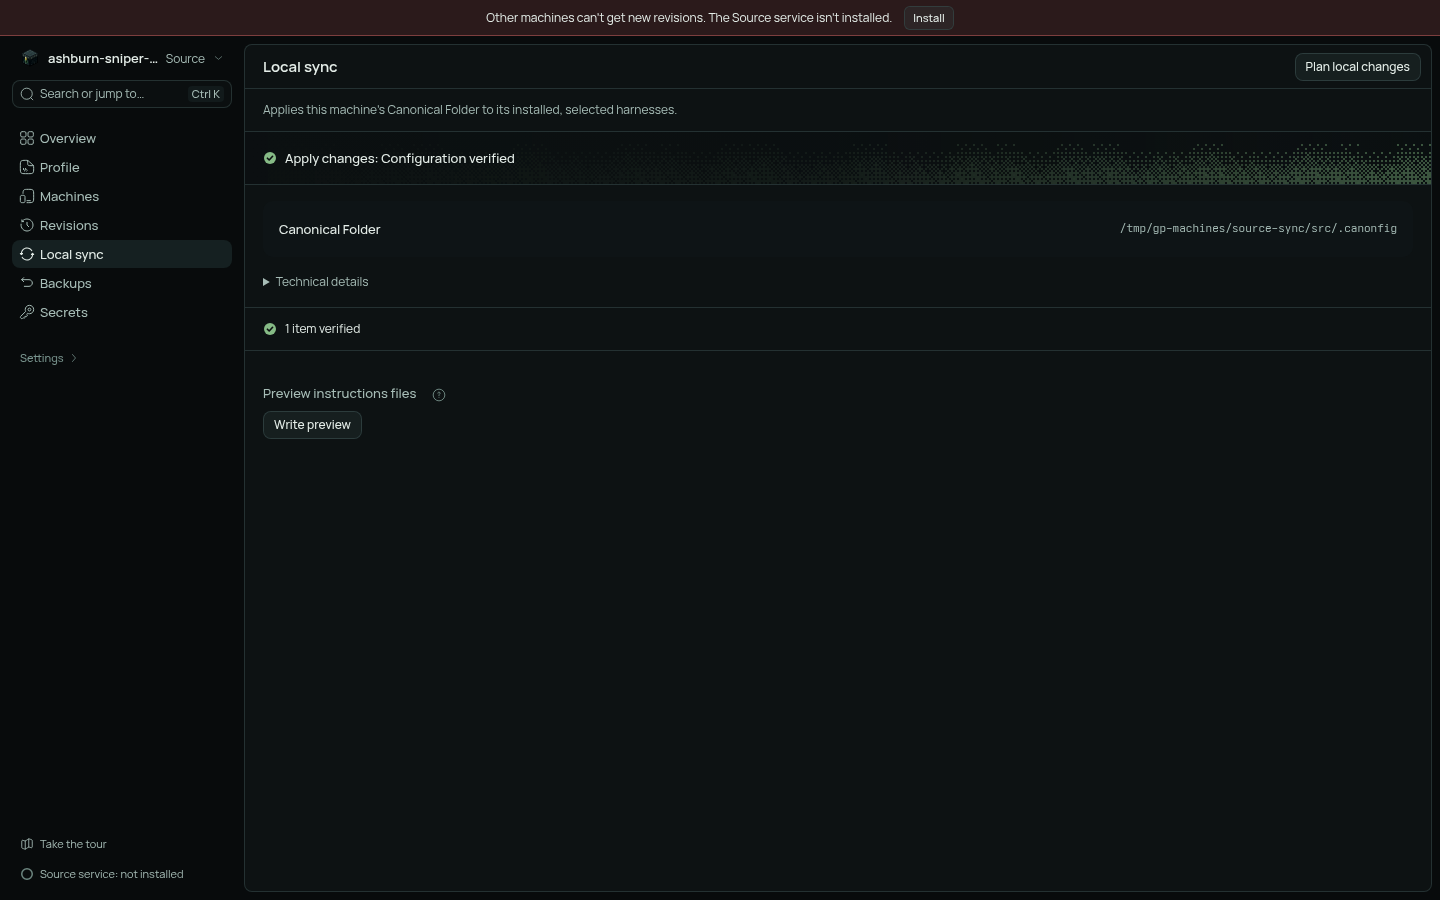 Other machines can't get new revisions. The Source service isn't installed.
Install
ashburn-sniper-... Source
Search or jump to... Ctrl K
Overview
Profile
Machines
Revisions
Local sync
Backups
Secrets
Settings
Take the tour
Source service: not installed
Local sync
Plan local changes
Applies this machine's Canonical Folder to its installed, selected harnesses.
Apply changes: Configuration verified
Canonical Folder
/tmp/gp-machines/source-sync/src/.canonfig
Technical details
1 item verified
Preview instructions files
Write preview